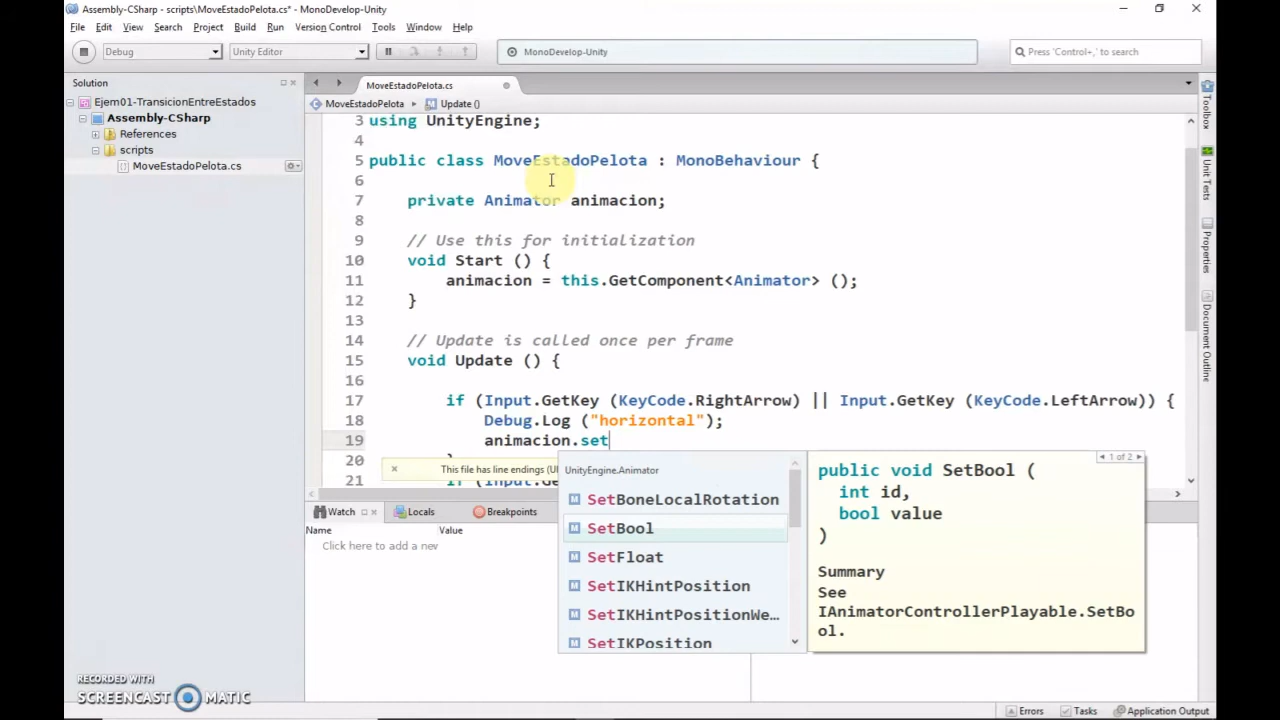 Assembly-CSharp - scripts\MoveEstadoPelota.cs* - MonoDevelop-Unity
File Edit View Search Project Build Run Version Control Tools Window Help
Debug Unity Editor MonoDevelop-Unity Press 'Control+,' to search
Solution
Ejem01-TransicionEntreEstados
Assembly-CSharp
References
scripts
MoveEstadoPelota.cs
MoveEstadoPelota.cs
MoveEstadoPelota Update ()
3 using UnityEngine;
4
5 public class MoveEstadoPelota : MonoBehaviour {
6
7 private Animator animacion;
8
9 // Use this for initialization
10 void Start () {
11 animacion = this.GetComponent<Animator> ();
12 }
13
14 // Update is called once per frame
15 void Update () {
16
17 if (Input.GetKey (KeyCode.RightArrow) || Input.GetKey (KeyCode.LeftArrow)) {
18 Debug.Log ("horizontal");
19 animacion.set
20
21
This file has line endings (U
UnityEngine.Animator
SetBoneLocalRotation
SetBool
SetFloat
SetIKHintPosition
SetIKHintPositionWe...
SetIKPosition
1 of 2
public void SetBool (
int id,
bool value
)
Summary
See
IAnimatorControllerPlayable.SetBo
ol.
Watch Locals Breakpoints
Name Value
Click here to add a new
Toolbox
Unit Tests
Properties
Document Outline
RECORDED WITH
SCREENCAST MATIC
Errors Tasks Application Output